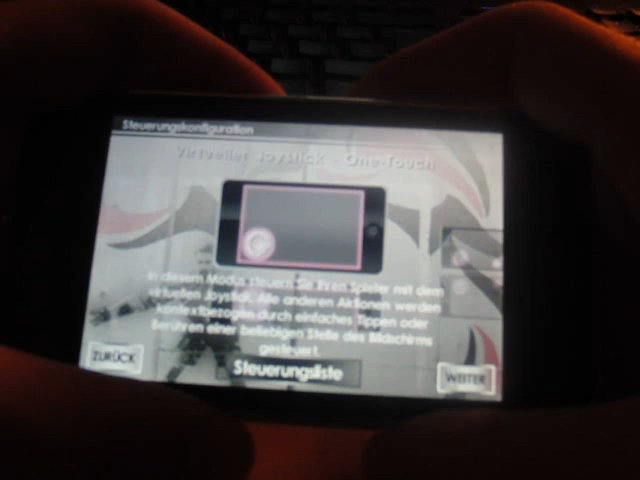 Steuerungskonfiguration
Virtueller Joystick - One-Touch
In diesem Modus steuern Sie Ihren Spieler mit dem
virtuellen Joystick. Alle anderen Aktionen werden
kontextbezogen durch einfaches Tippen oder
Berühren einer beliebigen Stelle des Bildschirms
gesteuert.
Steuerungsliste
ZURÜCK
WEITER